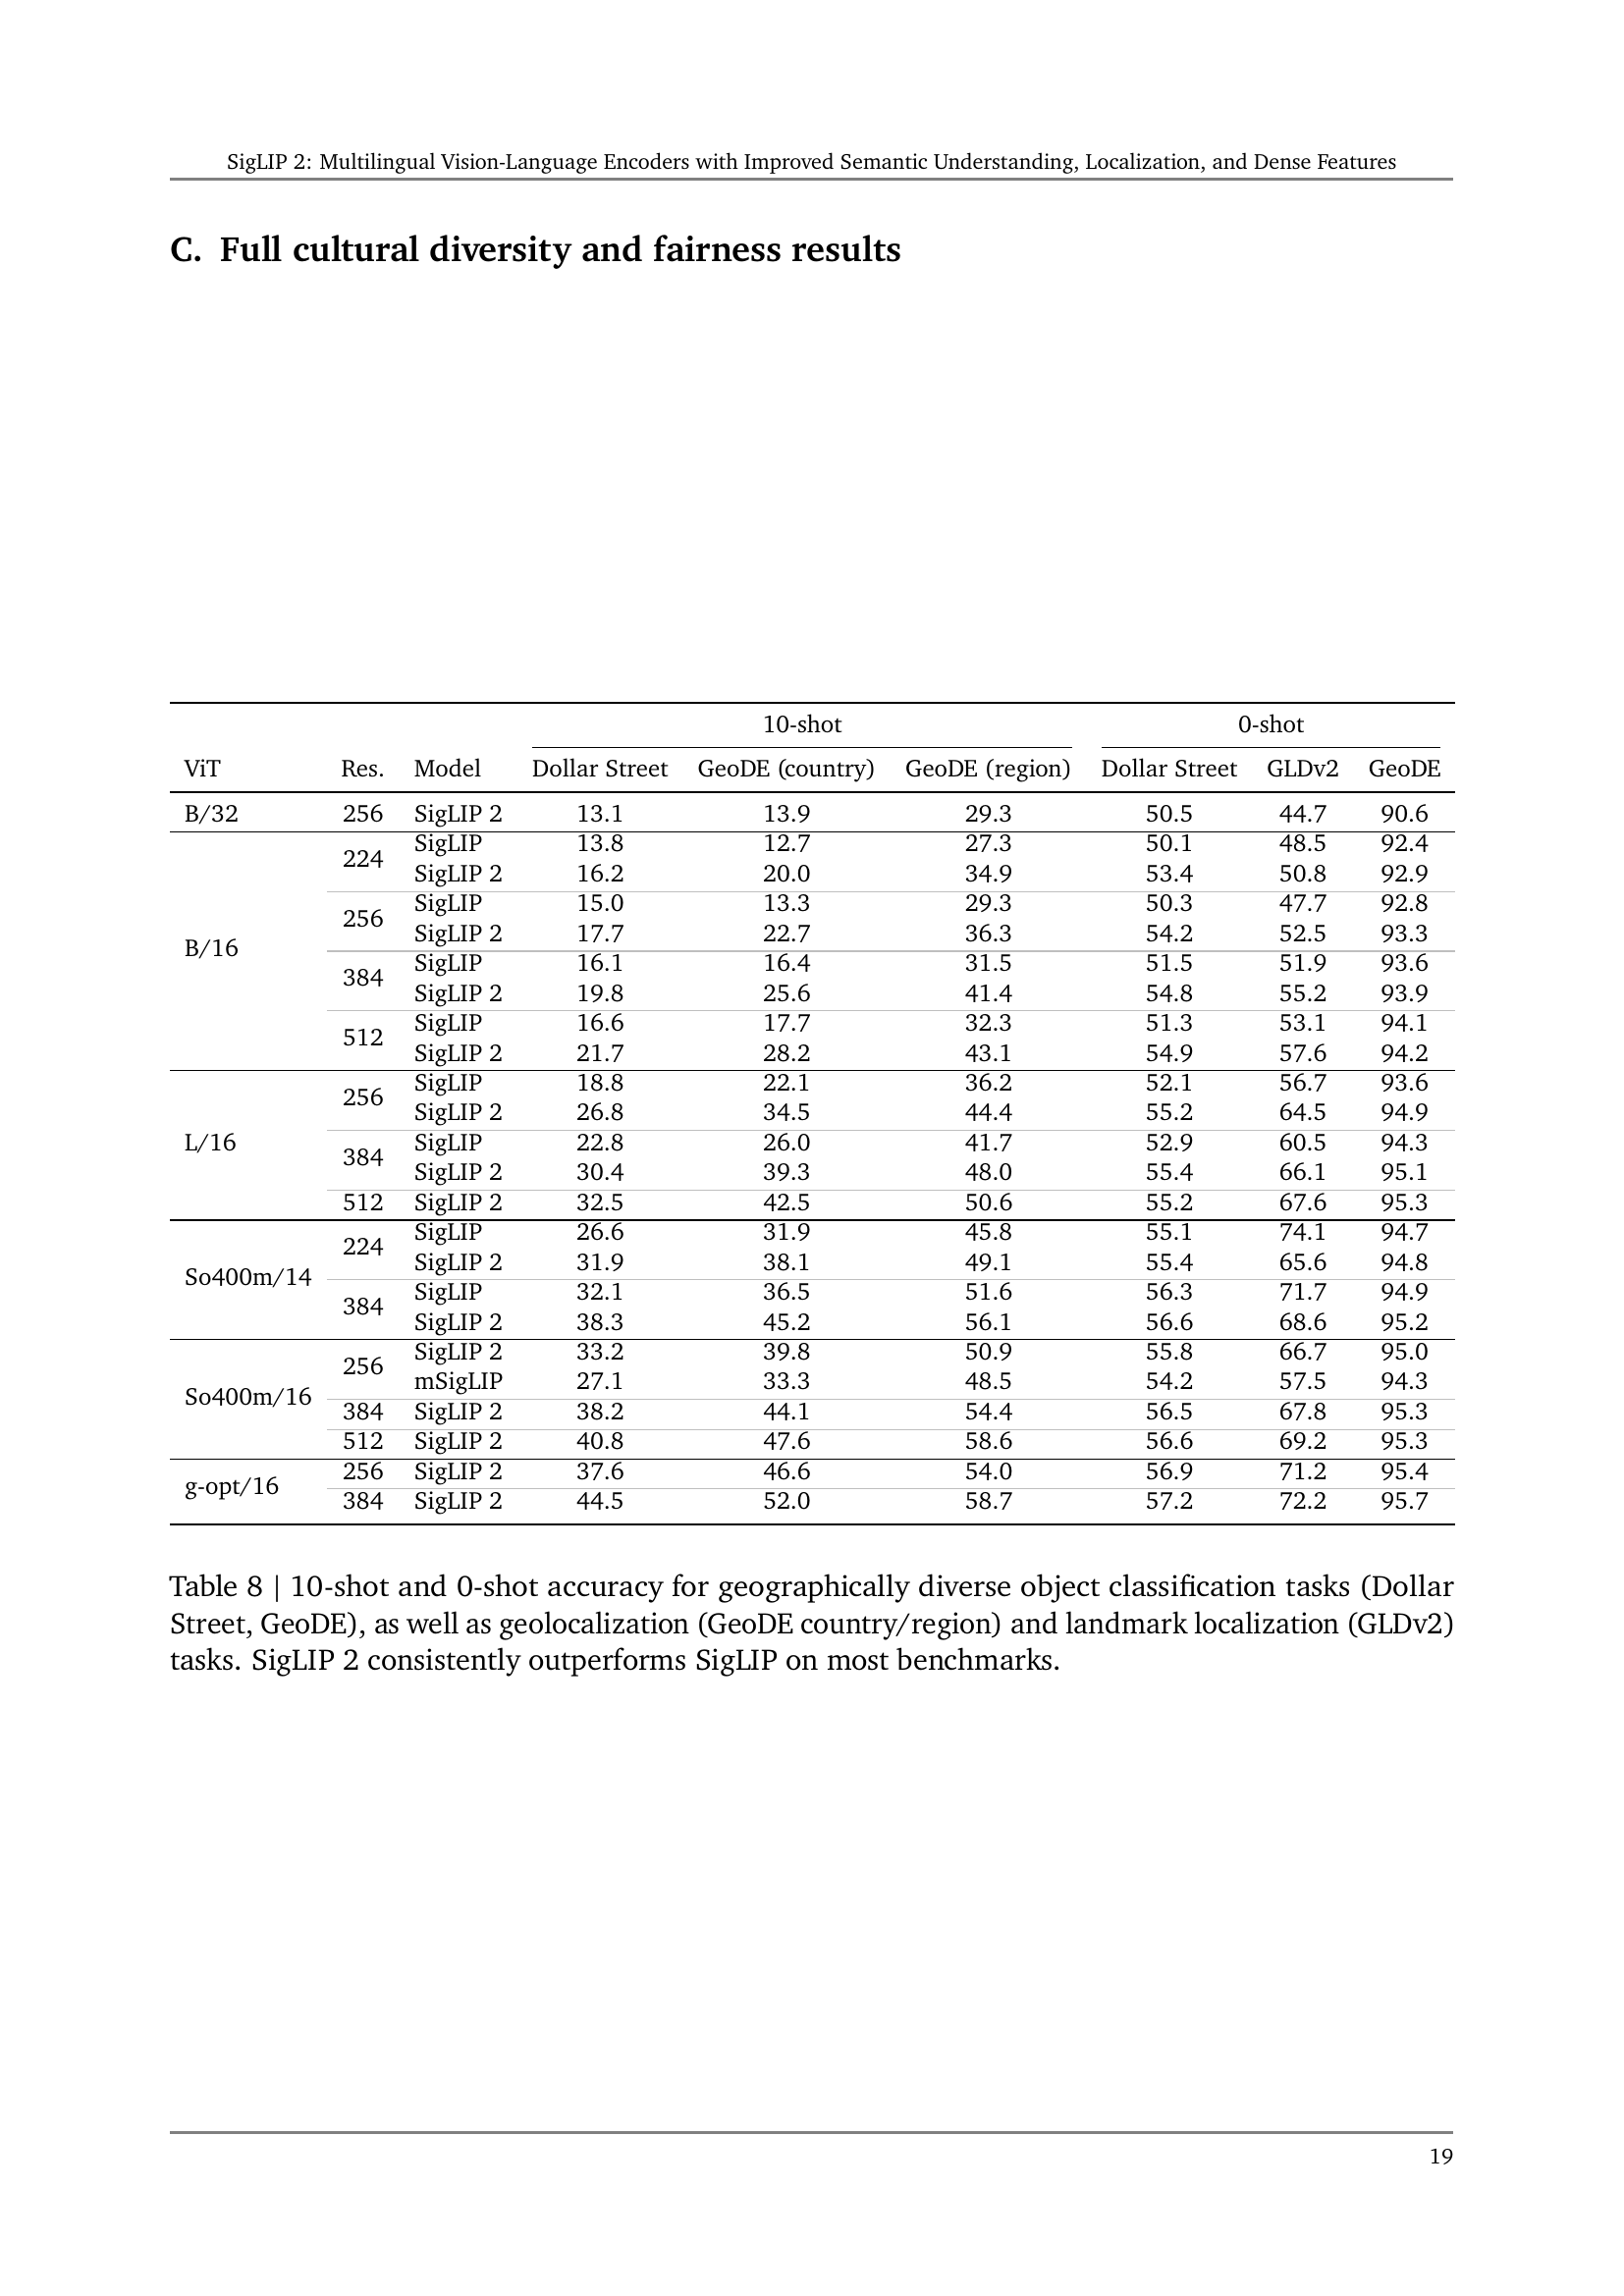 SigLIP 2: Multilingual Vision-Language Encoders with Improved Semantic Understanding, Localization, and Dense Features
C. Full cultural diversity and fairness results
10-shot 0-shot
ViT Res. Model Dollar Street GeoDE (country) GeoDE (region) Dollar Street GLDv2 GeoDE
B/32 256 SigLIP 2 13.1 13.9 29.3 50.5 44.7 90.6
B/16 224 SigLIP 13.8 12.7 27.3 50.1 48.5 92.4
SigLIP 2 16.2 20.0 34.9 53.4 50.8 92.9
256 SigLIP 15.0 13.3 29.3 50.3 47.7 92.8
SigLIP 2 17.7 22.7 36.3 54.2 52.5 93.3
384 SigLIP 16.1 16.4 31.5 51.5 51.9 93.6
SigLIP 2 19.8 25.6 41.4 54.8 55.2 93.9
512 SigLIP 16.6 17.7 32.3 51.3 53.1 94.1
SigLIP 2 21.7 28.2 43.1 54.9 57.6 94.2
L/16 256 SigLIP 18.8 22.1 36.2 52.1 56.7 93.6
SigLIP 2 26.8 34.5 44.4 55.2 64.5 94.9
384 SigLIP 22.8 26.0 41.7 52.9 60.5 94.3
SigLIP 2 30.4 39.3 48.0 55.4 66.1 95.1
512 SigLIP 2 32.5 42.5 50.6 55.2 67.6 95.3
So400m/14 224 SigLIP 26.6 31.9 45.8 55.1 74.1 94.7
SigLIP 2 31.9 38.1 49.1 55.4 65.6 94.8
384 SigLIP 32.1 36.5 51.6 56.3 71.7 94.9
SigLIP 2 38.3 45.2 56.1 56.6 68.6 95.2
So400m/16 256 SigLIP 2 33.2 39.8 50.9 55.8 66.7 95.0
mSigLIP 27.1 33.3 48.5 54.2 57.5 94.3
384 SigLIP 2 38.2 44.1 54.4 56.5 67.8 95.3
512 SigLIP 2 40.8 47.6 58.6 56.6 69.2 95.3
g-opt/16 256 SigLIP 2 37.6 46.6 54.0 56.9 71.2 95.4
384 SigLIP 2 44.5 52.0 58.7 57.2 72.2 95.7
Table 8 | 10-shot and 0-shot accuracy for geographically diverse object classification tasks (Dollar
Street, GeoDE), as well as geolocalization (GeoDE country/region) and landmark localization (GLDv2)
tasks. SigLIP 2 consistently outperforms SigLIP on most benchmarks.
19